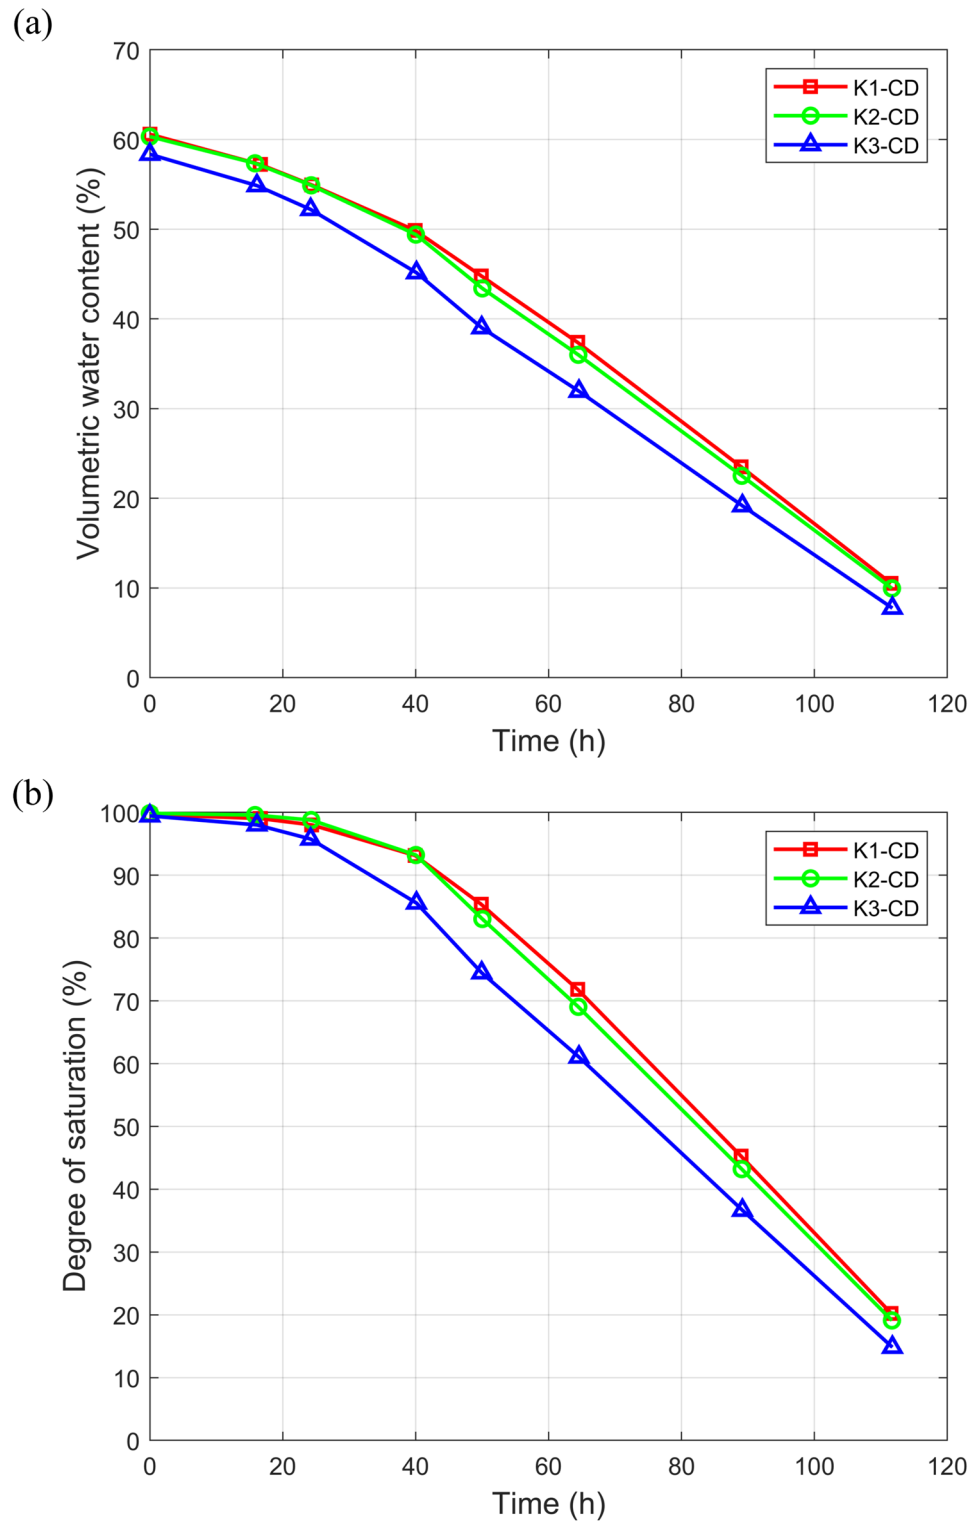 (a)
70
60
50
40
30
20
10
0
Volumetric water content (%)
K1-CD
K2-CD
K3-CD
0 20 40 60 80 100 120
Time (h)
(b)
100
90
80
70
60
50
40
30
20
10
0
Degree of saturation (%)
K1-CD
K2-CD
K3-CD
0 20 40 60 80 100 120
Time (h)